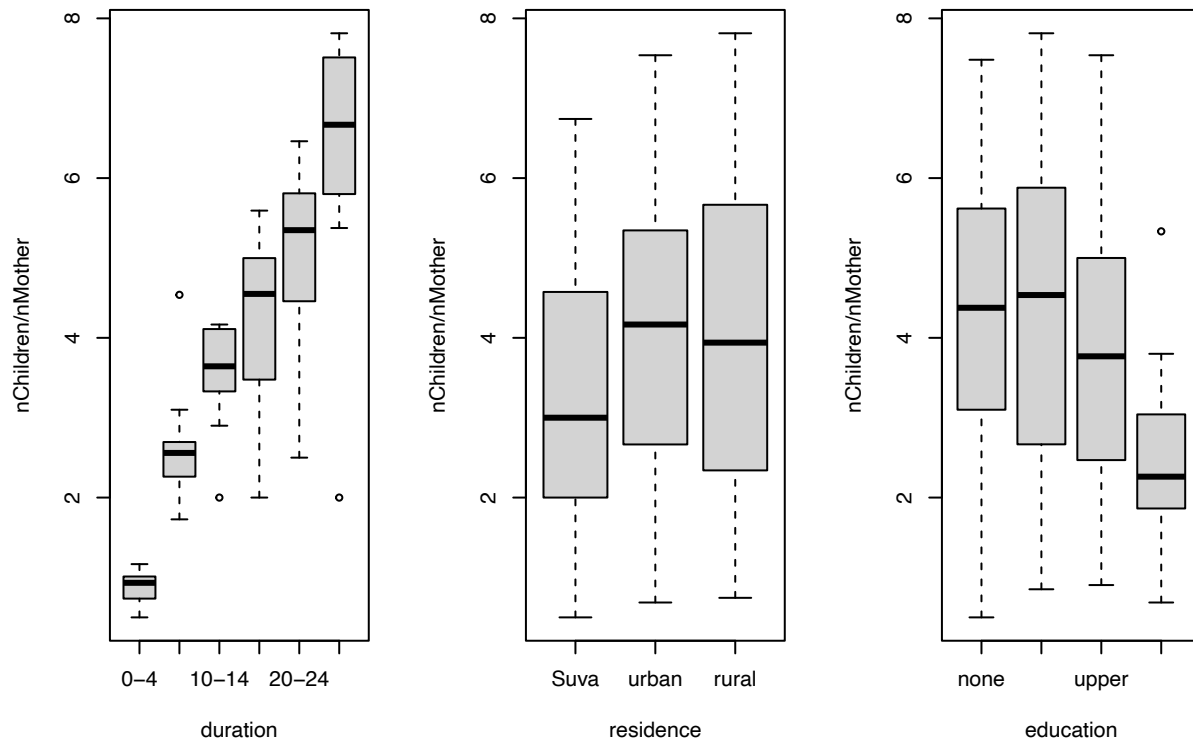 nChildren/nMother
8
6
4
2
0−4
10−14
20−24
duration
nChildren/nMother
8
6
4
2
Suva
urban
rural
residence
nChildren/nMother
8
6
4
2
none
upper
education